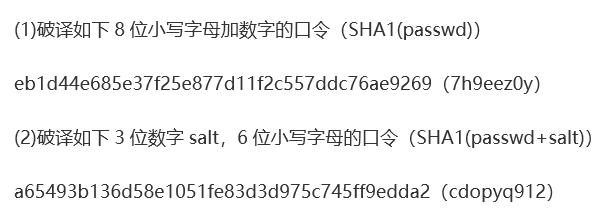 (1)破译如下 8 位小写字母加数字的口令（SHA1(passwd)）
eb1d44e685e37f25e877d11f2c557ddc76ae9269（7h9eez0y）
(2)破译如下 3 位数字 salt，6 位小写字母的口令（SHA1(passwd+salt)）
a65493b136d58e1051fe83d3d975c745ff9edda2（cdopyq912）